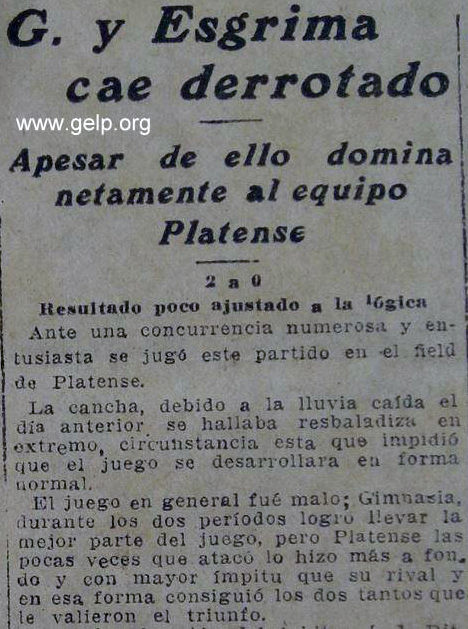 G. y Esgrima
cae derrotado
www.gelp.org
Apesar de ello domina
netamente al equipo
Platense
2 a 0
Resultado poco ajustado a la lógica
Ante una concurrencia numerosa y en-
tusiasta se jugó este partido en el field
de Platense.
La cancha, debido a la lluvia caída el
día anterior se hallaba resbaladiza en
extremo, circunstancia esta que impidió
que el juego se desarrollara en forma
normal.
El juego en general fué malo; Gimnasia,
durante los dos períodos logró llevar la
mejor parte del juego, pero Platense las
pocas veces que atacó lo hizo más a fon-
do y con mayor ímpitu que su rival y
en esa forma consiguió los dos tantos que
le valieron el triunfo.